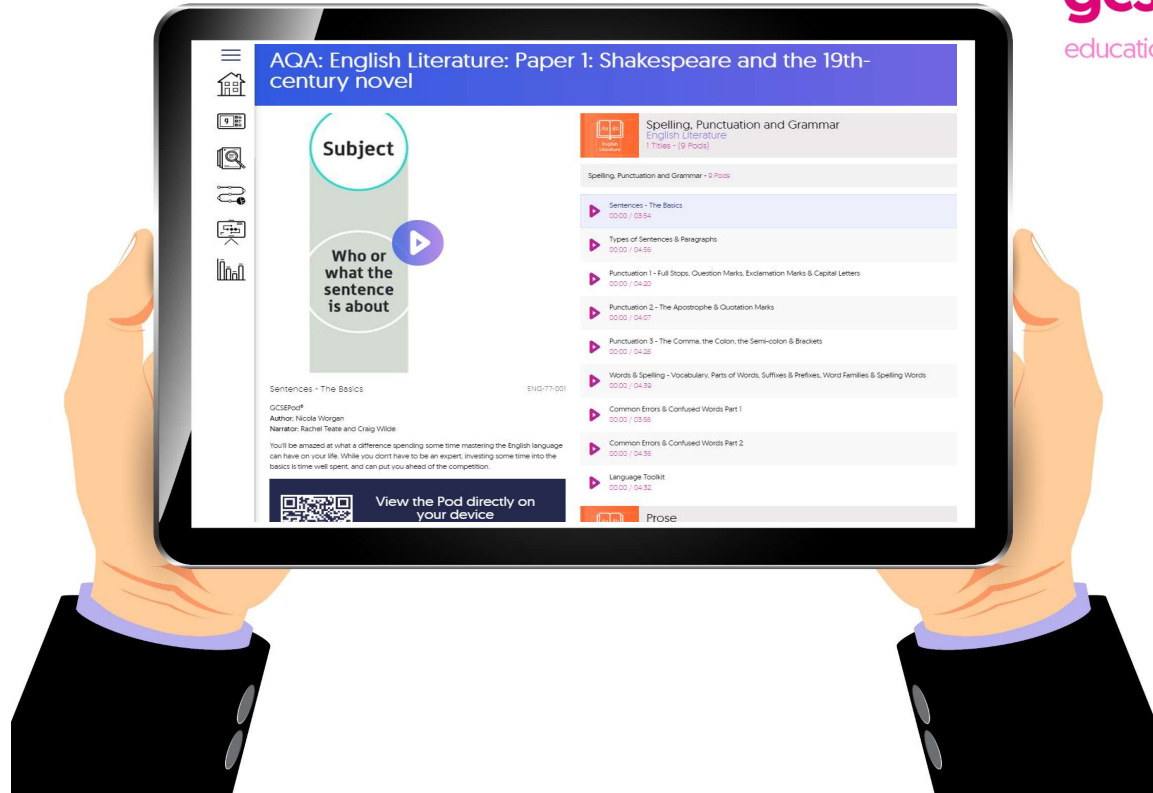 educatio
AQA: English Literature: Paper 1: Shakespeare and the 19th-
century novel
Subject
Who or
what the
sentence
is about
Sentences - The Basics
ENG-77-001
GCSEPod®
Author: Nicola Worgan
Narrator: Rachel Teate and Craig Wilde
You'll be amazed at what a difference spending some time mastering the English language
can have on your life. While you don't have to be an expert, investing some time into the
basics is time well spent, and can put you ahead of the competition.
View the Pod directly on
your device
Spelling, Punctuation and Grammar
English Literature
1 Titles - (9 Pods)
English
Literature
Spelling, Punctuation and Grammar - 9 Pods
Sentences - The Basics
00:00 / 03:54
Types of Sentences & Paragraphs
00:00 / 04:56
Punctuation 1 - Full Stops, Question Marks, Exclamation Marks & Capital Letters
00:00 / 04:20
Punctuation 2 - The Apostrophe & Quotation Marks
00:00 / 04:07
Punctuation 3 - The Comma, the Colon, the Semi-colon & Brackets
00:00 / 04:26
Words & Spelling - Vocabulary, Parts of Words, Suffixes & Prefixes, Word Families & Spelling Words
00:00 / 04:39
Common Errors & Confused Words Part 1
00:00 / 03:56
Common Errors & Confused Words Part 2
00:00 / 04:36
Language Toolkit
00:00 / 04:32
Prose